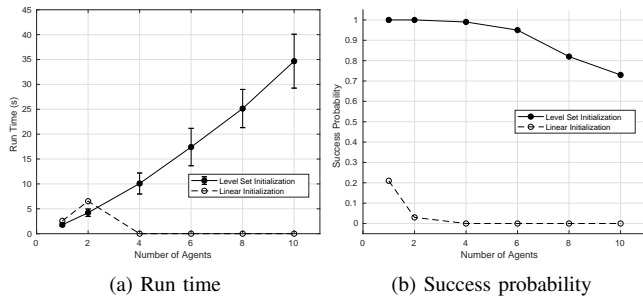 45
40
35
30
25
20
15
10
5
0
Run Time (s)
Level Set Initialization
Linear Initialization
0 2 4 6 8 10
Number of Agents
(a) Run time
1
0.9
0.8
0.7
0.6
0.5
0.4
0.3
0.2
0.1
0
Success Probability
Level Set Initialization
Linear Initialization
0 2 4 6 8 10
Number of Agents
(b) Success probability